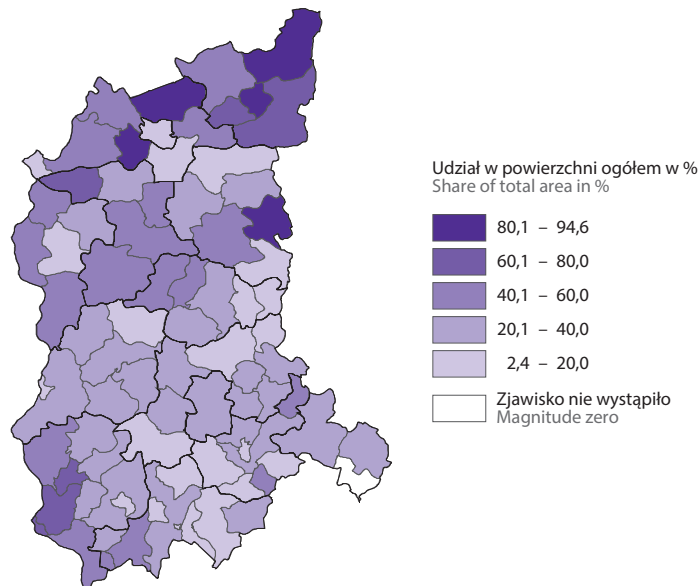 Udział w powierzchni ogółem w %
Share of total area in %
80,1 – 94,6
60,1 – 80,0
40,1 – 60,0
20,1 – 40,0
2,4 – 20,0
Zjawisko nie wystąpiło
Magnitude zero